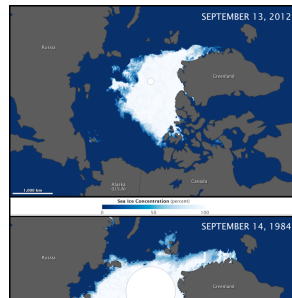 SEPTEMBER 13, 2012
Russia
Greenland
Alaska
(U.S.A.)
Canada
1,000 km
Sea Ice Concentration (percent)
0 50 100
SEPTEMBER 14, 1984
Russia
Greenland